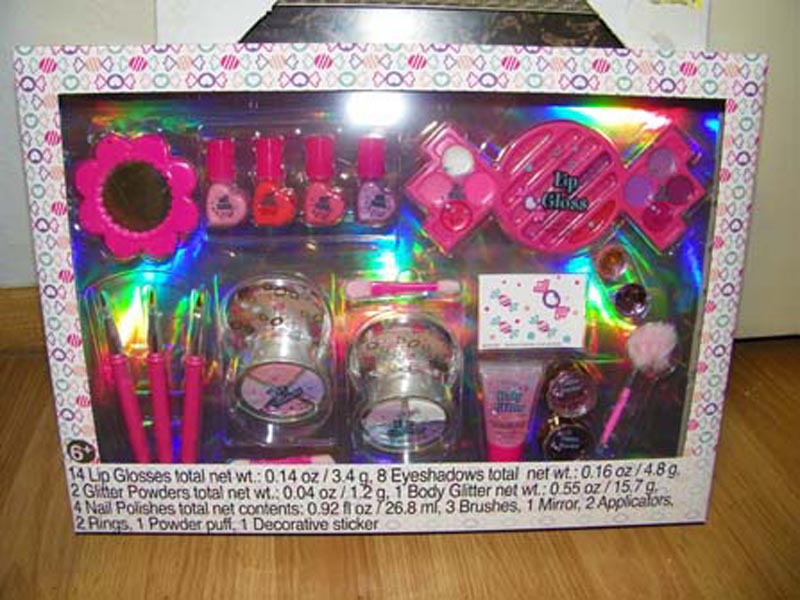 Lip
Gloss
Body
Glitter
6+
14 Lip Glosses total net wt.: 0.14 oz / 3.4 g, 8 Eyeshadows total net wt.: 0.16 oz / 4.8 g,
2 Glitter Powders total net wt.: 0.04 oz / 1.2 g, 1 Body Glitter net wt.: 0.55 oz / 15.7 g,
4 Nail Polishes total net contents: 0.92 fl oz / 26.8 ml, 3 Brushes, 1 Mirror, 2 Applicators,
2 Rings, 1 Powder puff, 1 Decorative sticker